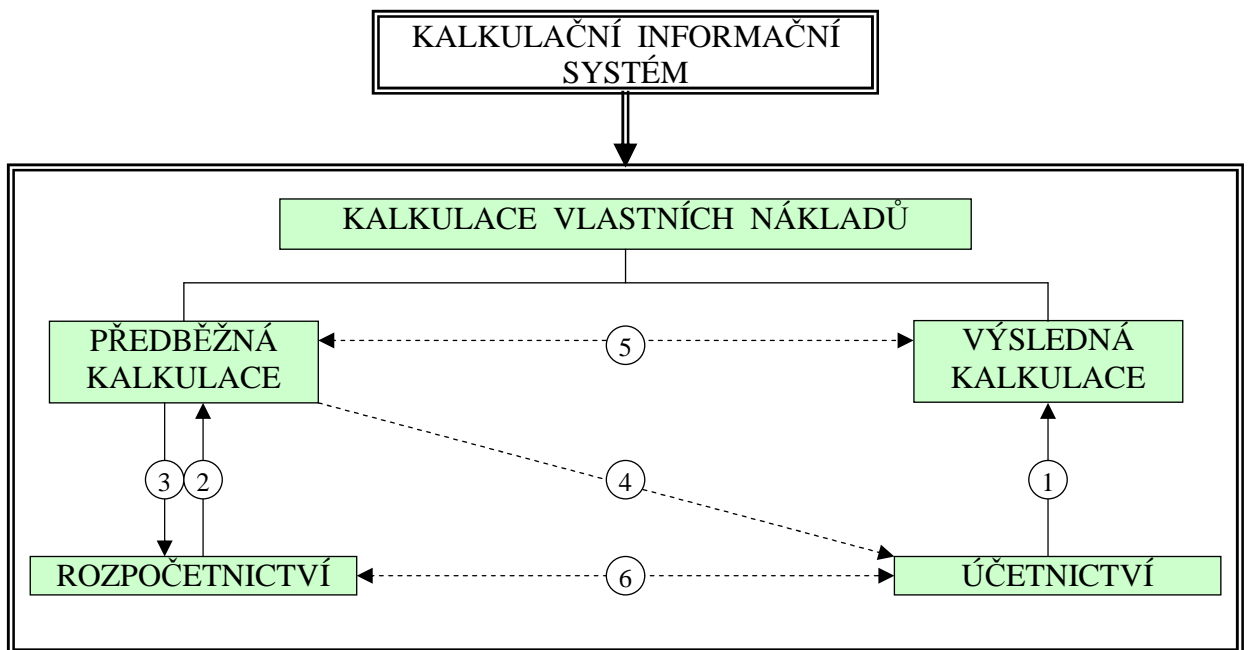 KALKULAČNÍ INFORMAČNÍ
SYSTÉM
KALKULACE VLASTNÍCH NÁKLADŮ
PŘEDBĚŽNÁ
KALKULACE
5
VÝSLEDNÁ
KALKULACE
3
2
4
1
ROZPOČETNICTVÍ
6
ÚČETNICTVÍ